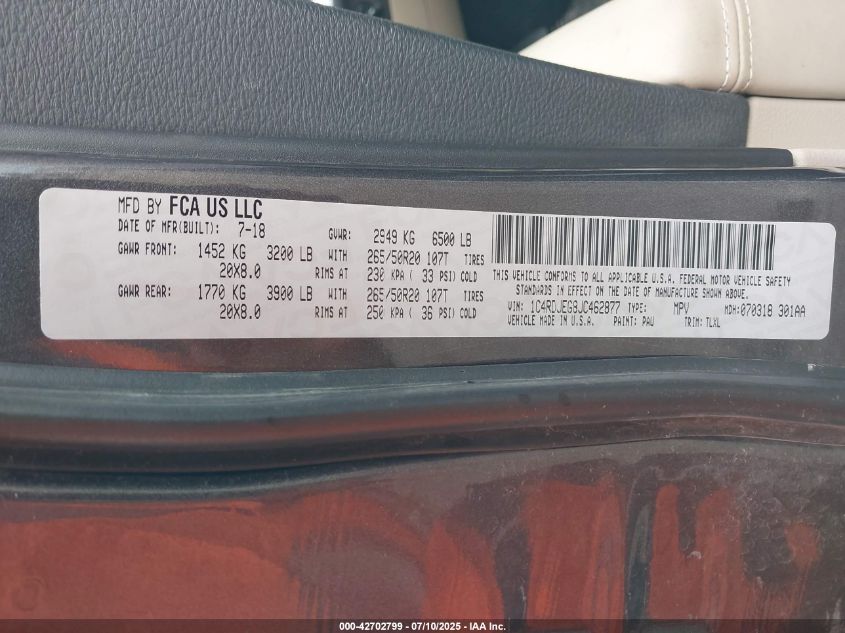 MFD BY FCA US LLC
DATE OF MFR(BUILT): 7-18 GVWR: 2949 KG 6500 LB
GAWR FRONT: 1452 KG 3200 LB WITH 265/50R20 107T TIRES
20X8.0 RIMS AT 230 KPA ( 33 PSI) COLD
GAWR REAR: 1770 KG 3900 LB WITH 265/50R20 107T TIRES
20X8.0 RIMS AT 250 KPA ( 36 PSI) COLD
THIS VEHICLE CONFORMS TO ALL APPLICABLE U.S.A. FEDERAL MOTOR VEHICLE SAFETY
STANDARDS IN EFFECT ON THE DATE OF MANUFACTURE SHOWN ABOVE.
VIN: 1C4RDJEG8JC462877 TYPE: MPV MDH:070318 301AA
VEHICLE MADE IN U.S.A. PAINT: PAU TRIM: TLXL
000-42702799 - 07/10/2025 - IAA Inc.